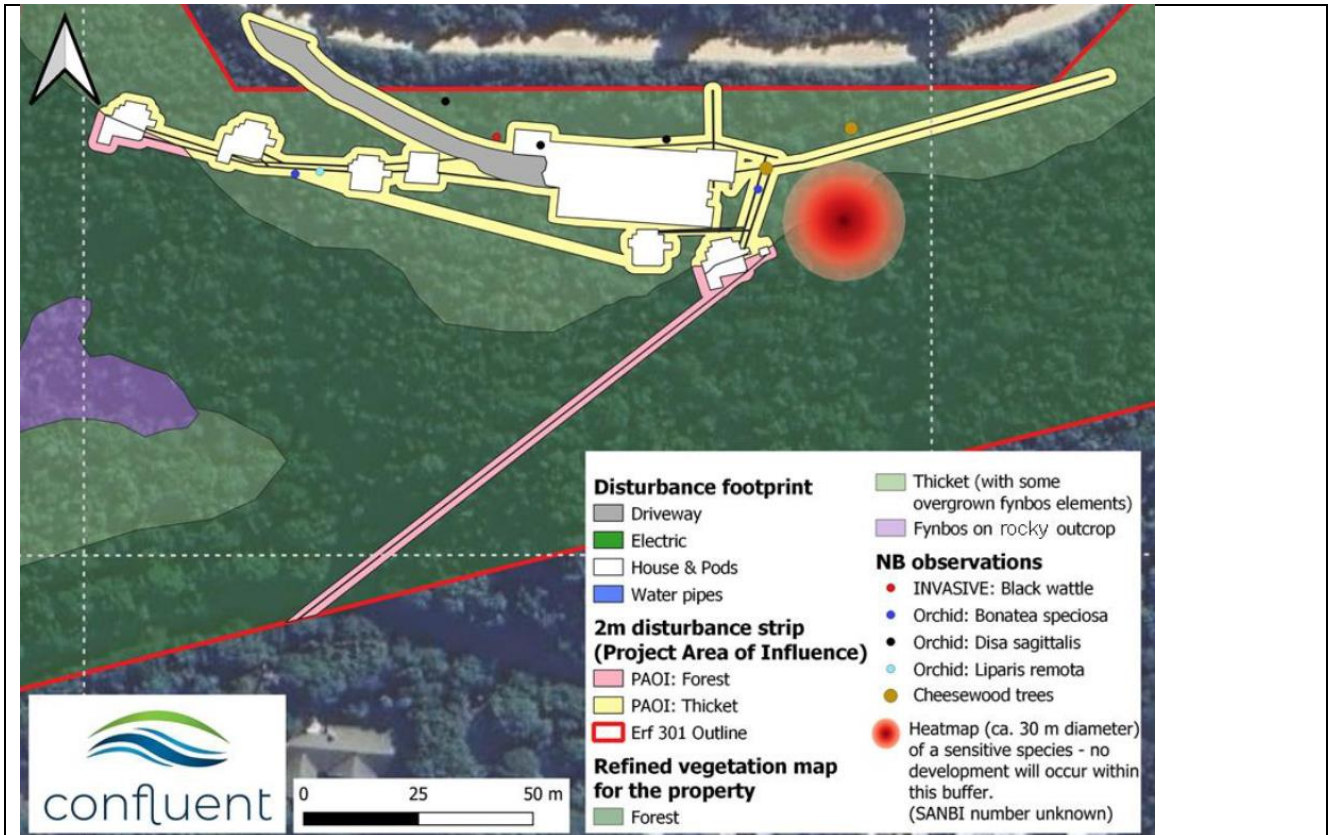 Disturbance footprint
Driveway
Electric
House & Pods
Water pipes
2m disturbance strip
(Project Area of Influence)
PAOI: Forest
PAOI: Thicket
Erf 301 Outline
Refined vegetation map
for the property
Forest
Thicket (with some
overgrown fynbos elements)
Fynbos on rocky outcrop
NB observations
INVASIVE: Black wattle
Orchid: Bonatea speciosa
Orchid: Disa sagittalis
Orchid: Liparis remota
Cheesewood trees
Heatmap (ca. 30 m diameter)
of a sensitive species - no
development will occur within
this buffer.
(SANBI number unknown)
confluent
0 25 50 m